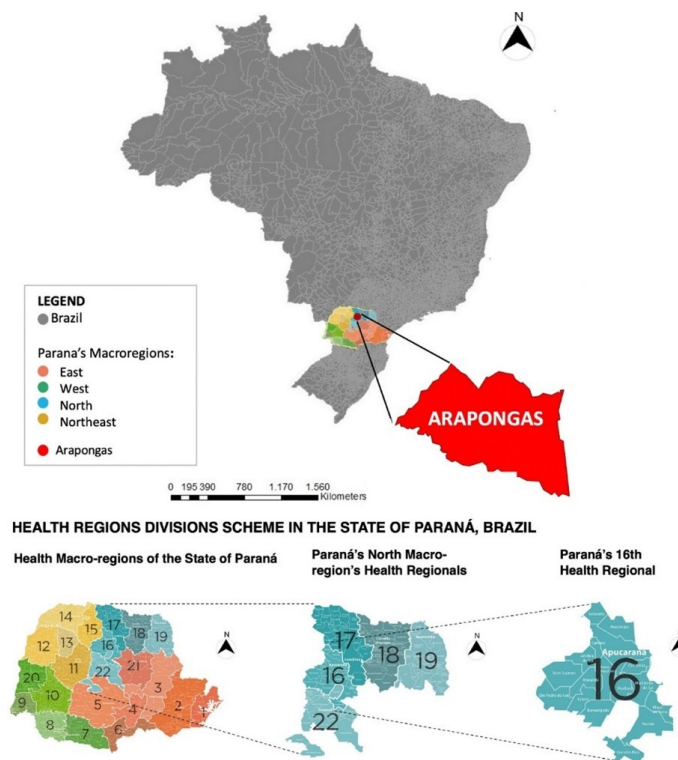 N
LEGEND
Brazil
Parana's Macroregions:
East
West
North
Northeast
Arapongas
ARAPONGAS
0 195 390 780 1.170 1.560
Kilometers
HEALTH REGIONS DIVISIONS SCHEME IN THE STATE OF PARANÁ, BRAZIL
Health Macro-regions of the State of Paraná
Paraná's North Macro-
region's Health Regionals
Paraná's 16th
Health Regional
14
15
17
18
19
12
13
16
11
22
21
20
10
3
9
5
4
2
1
8
7
6
N
17
18
19
16
22
N
Apucarana
16